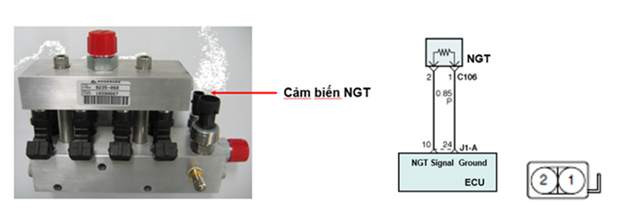 Cảm biến NGT
NGT
2 1 C106
0.85
P
10 24 J1-A
NGT Signal Ground
ECU
2 1